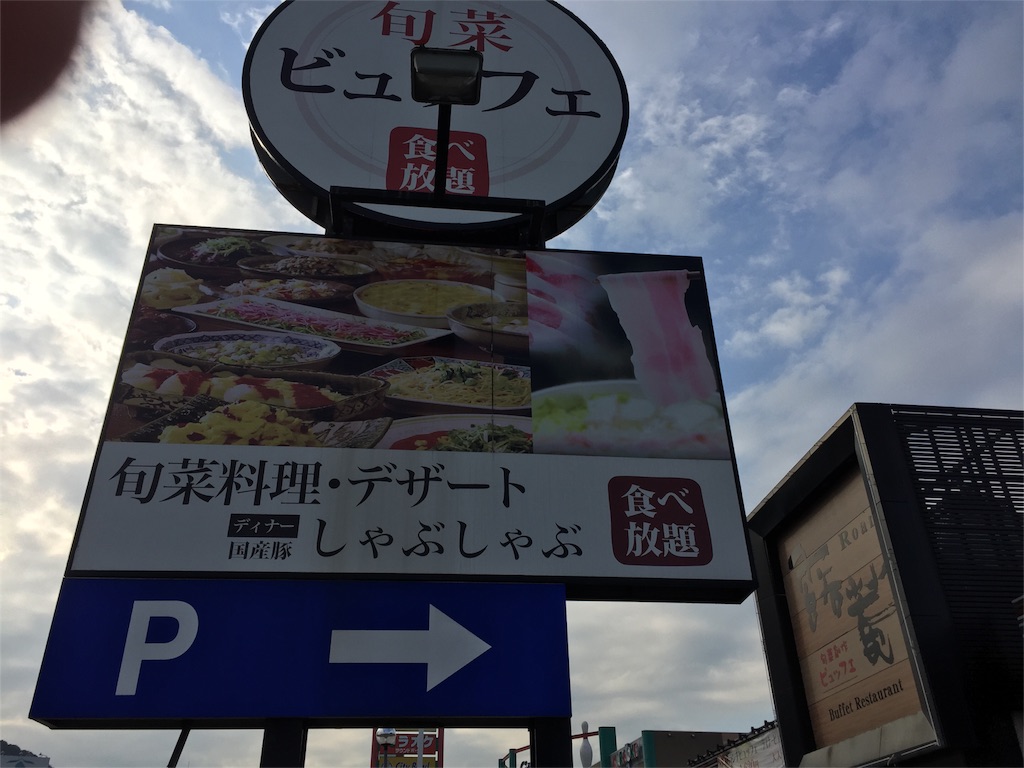 旬菜
ビュッフェ
食べ
放題
旬菜料理・デザート
ディナー
国産豚
しゃぶしゃぶ
食べ
放題
P
ビュッフェ
Buffet Restaurant